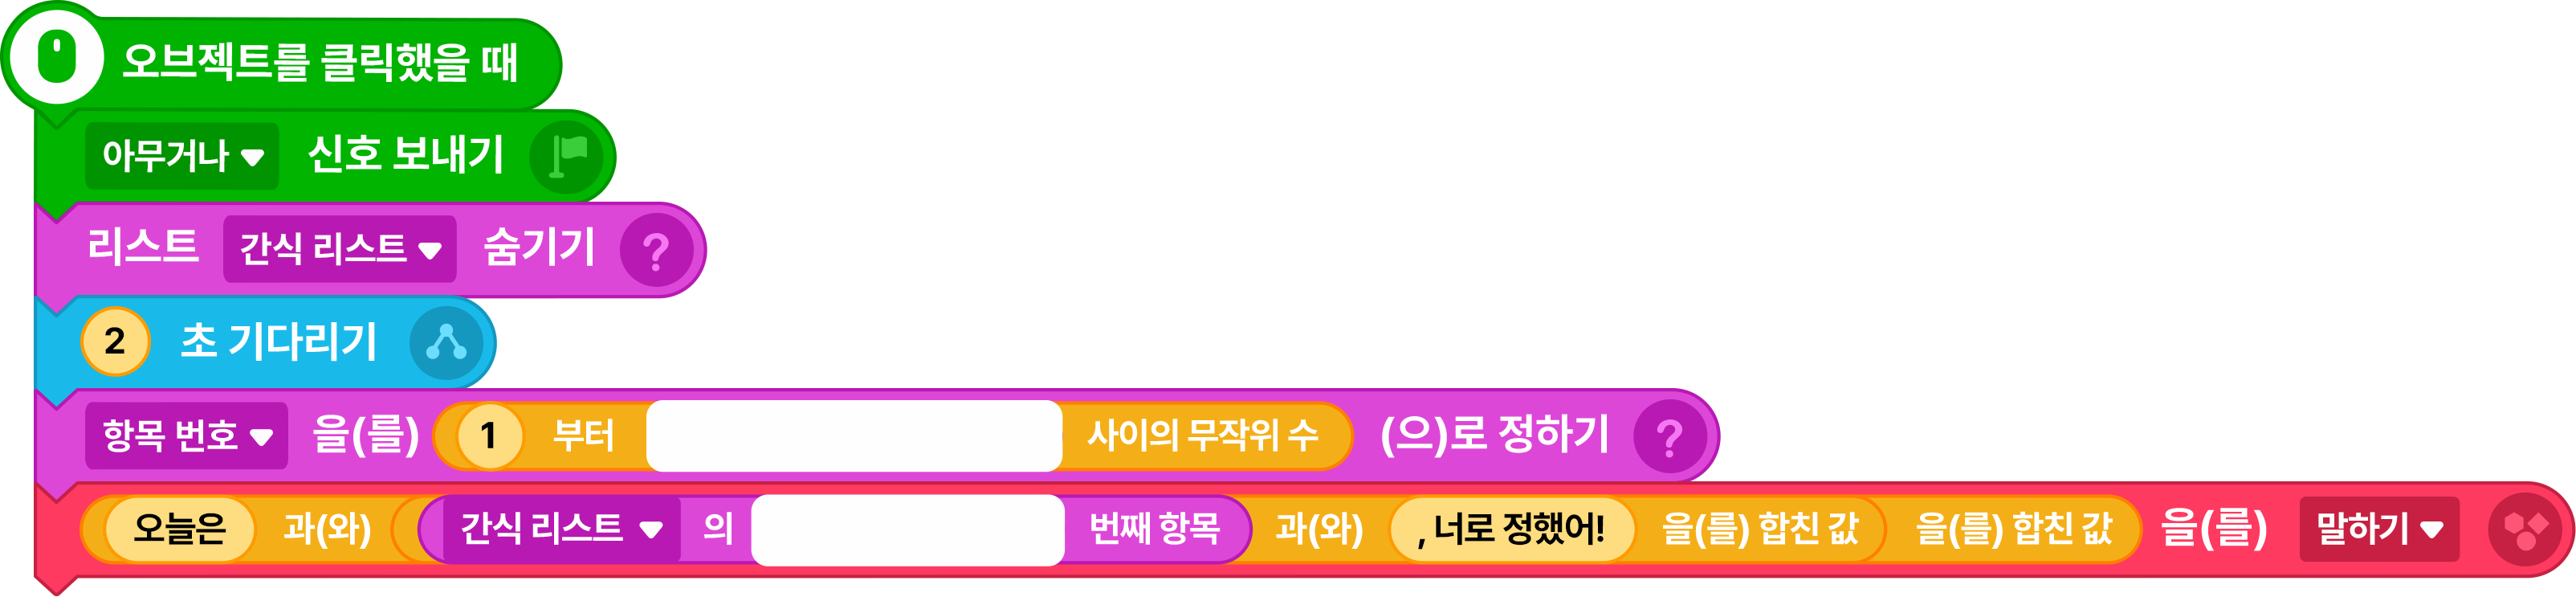 오브젝트를 클릭했을 때
아무거나 신호 보내기
리스트 간식 리스트 숨기기 ?
2 초 기다리기
항목 번호 을(를) 1 부터 사이의 무작위 수 (으)로 정하기 ?
오늘은 과(와) 간식 리스트 의 번째 항목 과(와) , 너로 정했어! 을(를) 합친 값 을(를) 합친 값 을(를) 말하기